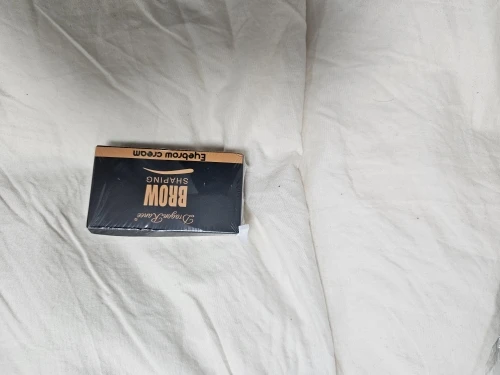 Dragon Ranee®
BROW
SHAPING
Eyebrow cream